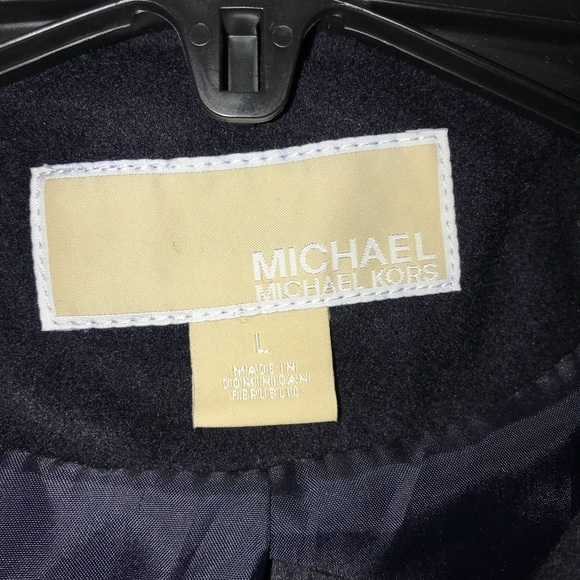 MICHAEL
MICHAEL KORS
L
MADE IN
DOMINICAN
REPUBLIC